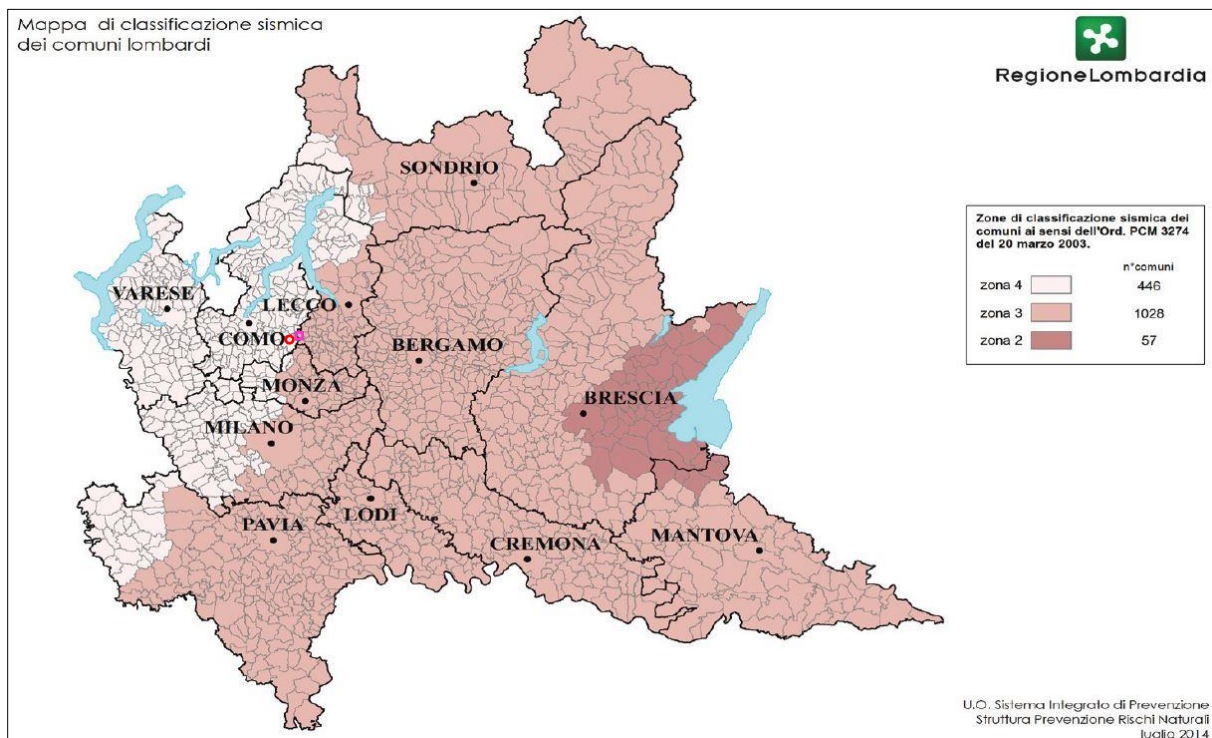 Mappa di classificazione sismica
dei comuni lombardi
RegioneLombardia
SONDRIO
VARESE
LECCO
COMO
BERGAMO
MONZA
BRESCIA
MILANO
PAVIA
LODI
CREMONA
MANTOVA
Zone di classificazione sismica dei
comuni ai sensi dell'Ord. PCM 3274
del 20 marzo 2003.
n°comuni
zona 4 446
zona 3 1028
zona 2 57
U.O. Sistema Integrato di Prevenzione
Struttura Prevenzione Rischi Naturali
luglio 2014